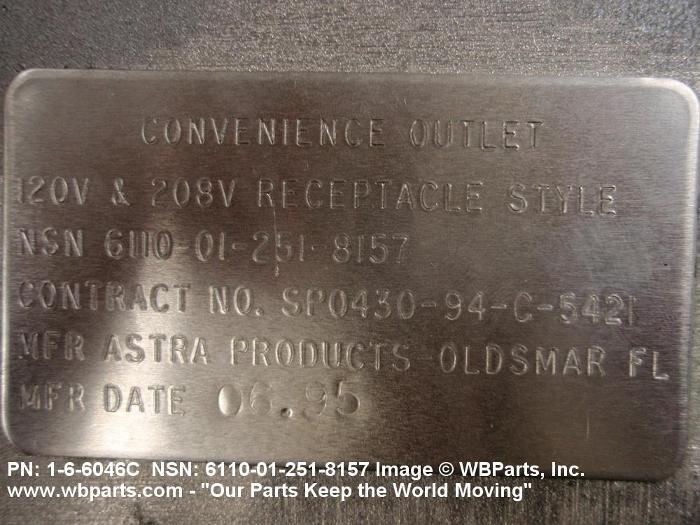 CONVENIENCE OUTLET
120V & 208V RECEPTACLE STYLE
NSN 6110-01-251-8157
CONTRACT NO. SP0430-94-C-5421
MFR ASTRA PRODUCTS OLDSMAR FL
MFR DATE 06.95
PN: 1-6-6046C NSN: 6110-01-251-8157 Image © WBParts, Inc.
www.wbparts.com - "Our Parts Keep the World Moving"